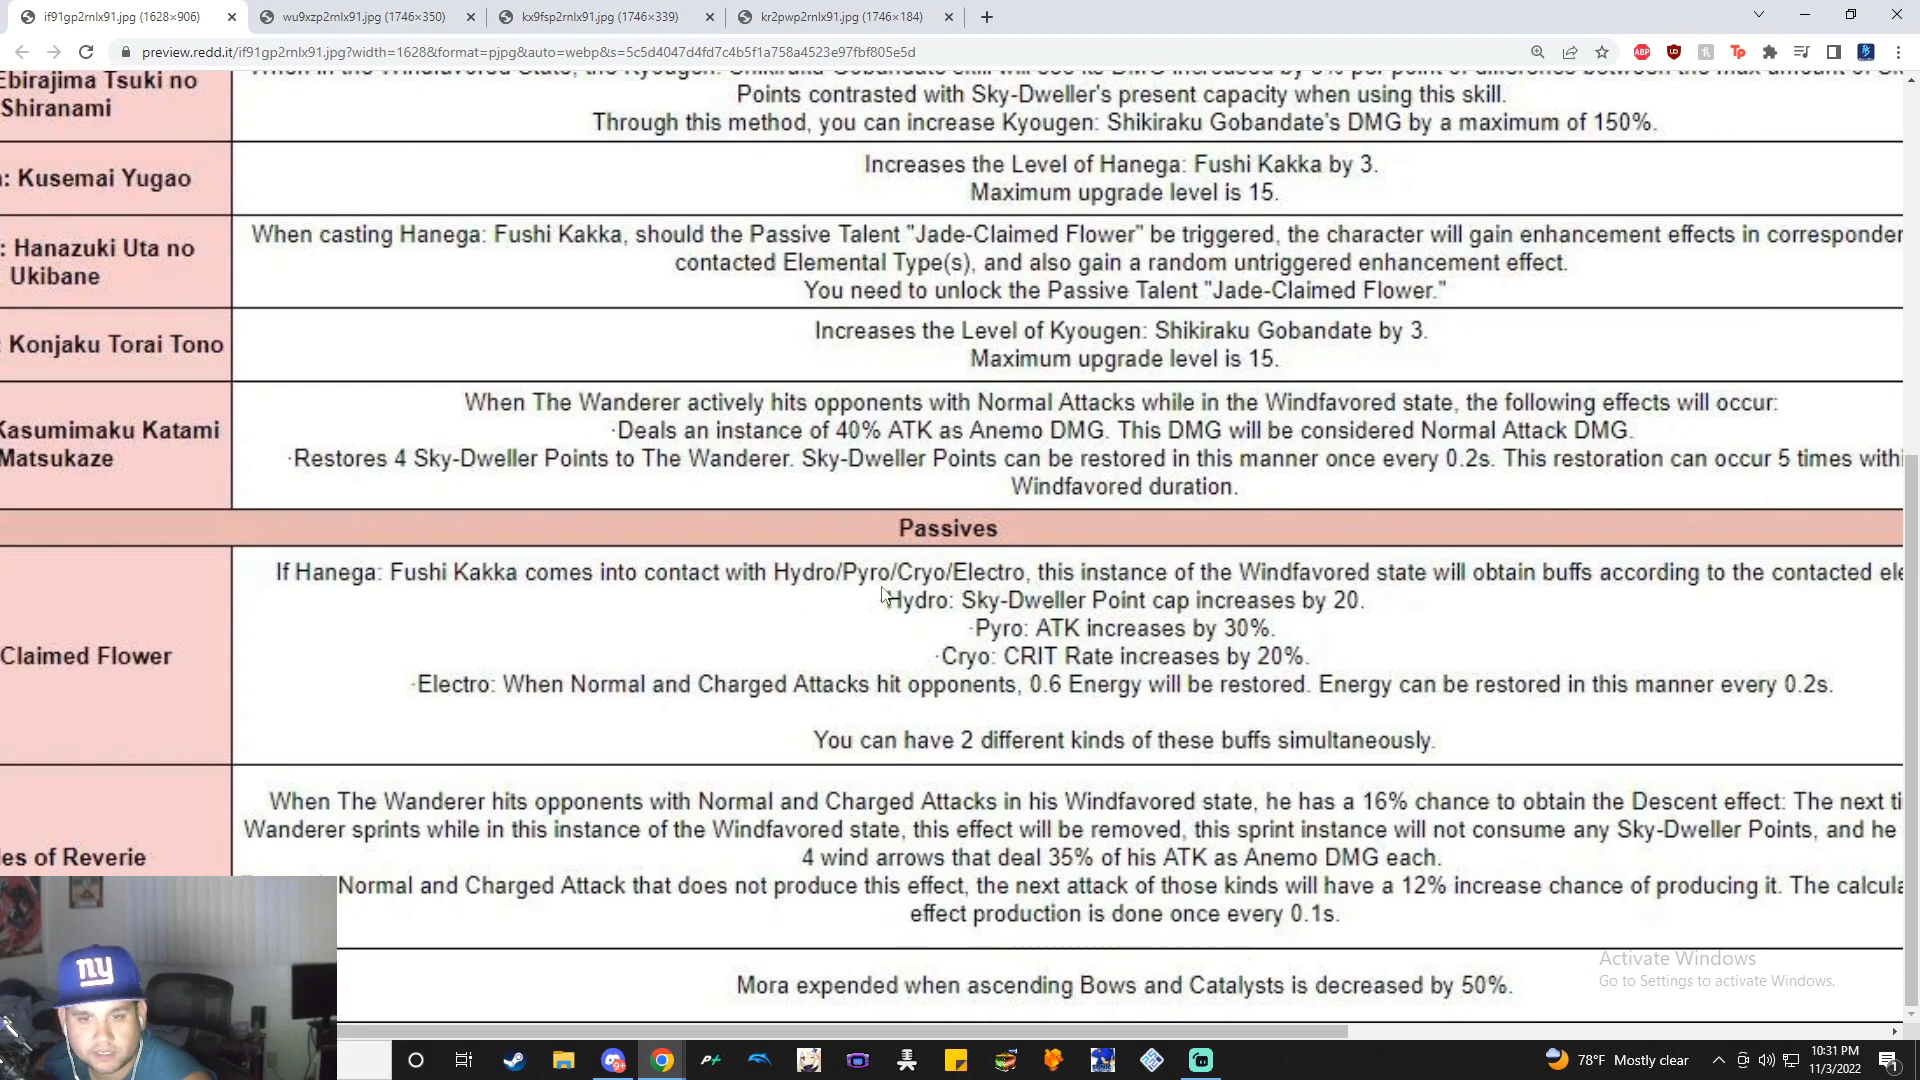 if91gp2rnlx91.jpg (1628×906)
wu9xzp2rnlx91.jpg (1746×350)
kx9fsp2rnlx91.jpg (1746×339)
kr2pwp2rnlx91.jpg (1746×184)
preview.redd.it/if91gp2rnlx91.jpg?width=1628&format=pjpg&auto=webp&s=5c5d4047d4fd7c4b5f1a758a4523e97fbf805e5d
Ebirajima Tsuki no
Shiranami
Points contrasted with Sky-Dweller's present capacity when using this skill.
Through this method, you can increase Kyougen: Shikiraku Gobandate's DMG by a maximum of 150%.
: Kusemai Yugao
Increases the Level of Hanega: Fushi Kakka by 3.
Maximum upgrade level is 15.
: Hanazuki Uta no
Ukibane
When casting Hanega: Fushi Kakka, should the Passive Talent "Jade-Claimed Flower" be triggered, the character will gain enhancement effects in corresponden
contacted Elemental Type(s), and also gain a random untriggered enhancement effect.
You need to unlock the Passive Talent "Jade-Claimed Flower."
: Konjaku Torai Tono
Increases the Level of Kyougen: Shikiraku Gobandate by 3.
Maximum upgrade level is 15.
Kasumimaku Katami
Matsukaze
When The Wanderer actively hits opponents with Normal Attacks while in the Windfavored state, the following effects will occur:
·Deals an instance of 40% ATK as Anemo DMG. This DMG will be considered Normal Attack DMG.
·Restores 4 Sky-Dweller Points to The Wanderer. Sky-Dweller Points can be restored in this manner once every 0.2s. This restoration can occur 5 times withi
Windfavored duration.
Passives
Claimed Flower
If Hanega: Fushi Kakka comes into contact with Hydro/Pyro/Cryo/Electro, this instance of the Windfavored state will obtain buffs according to the contacted ele
Hydro: Sky-Dweller Point cap increases by 20.
·Pyro: ATK increases by 30%.
·Cryo: CRIT Rate increases by 20%.
·Electro: When Normal and Charged Attacks hit opponents, 0.6 Energy will be restored. Energy can be restored in this manner every 0.2s.
You can have 2 different kinds of these buffs simultaneously.
les of Reverie
When The Wanderer hits opponents with Normal and Charged Attacks in his Windfavored state, he has a 16% chance to obtain the Descent effect: The next ti
Wanderer sprints while in this instance of the Windfavored state, this effect will be removed, this sprint instance will not consume any Sky-Dweller Points, and he
4 wind arrows that deal 35% of his ATK as Anemo DMG each.
Normal and Charged Attack that does not produce this effect, the next attack of those kinds will have a 12% increase chance of producing it. The calcula
effect production is done once every 0.1s.
Mora expended when ascending Bows and Catalysts is decreased by 50%.
Activate Windows
Go to Settings to activate Windows.
ny
78°F Mostly clear
10:31 PM
11/3/2022